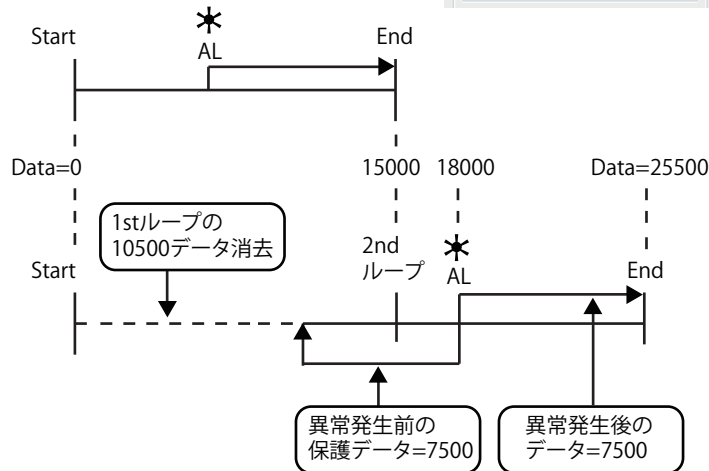 Start
AL
End
Data=0
15000
18000
Data=25500
1stループの
10500データ消去
2nd
ループ
AL
Start
End
異常発生前の
保護データ=7500
異常発生後の
データ=7500